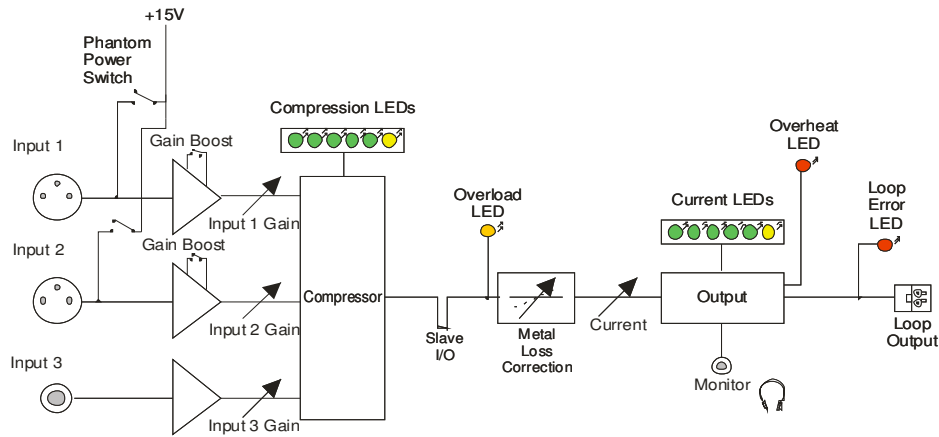 +15V
Phantom
Power
Switch
Compression LEDs
Input 1
Gain Boost
Input 1 Gain
Input 2
Gain Boost
Input 2 Gain
Input 3
Input 3 Gain
Compressor
Slave
I/O
Overload
LED
Metal
Loss
Correction
Current
Current LEDs
Output
Monitor
Overheat
LED
Loop
Error
LED
Loop
Output